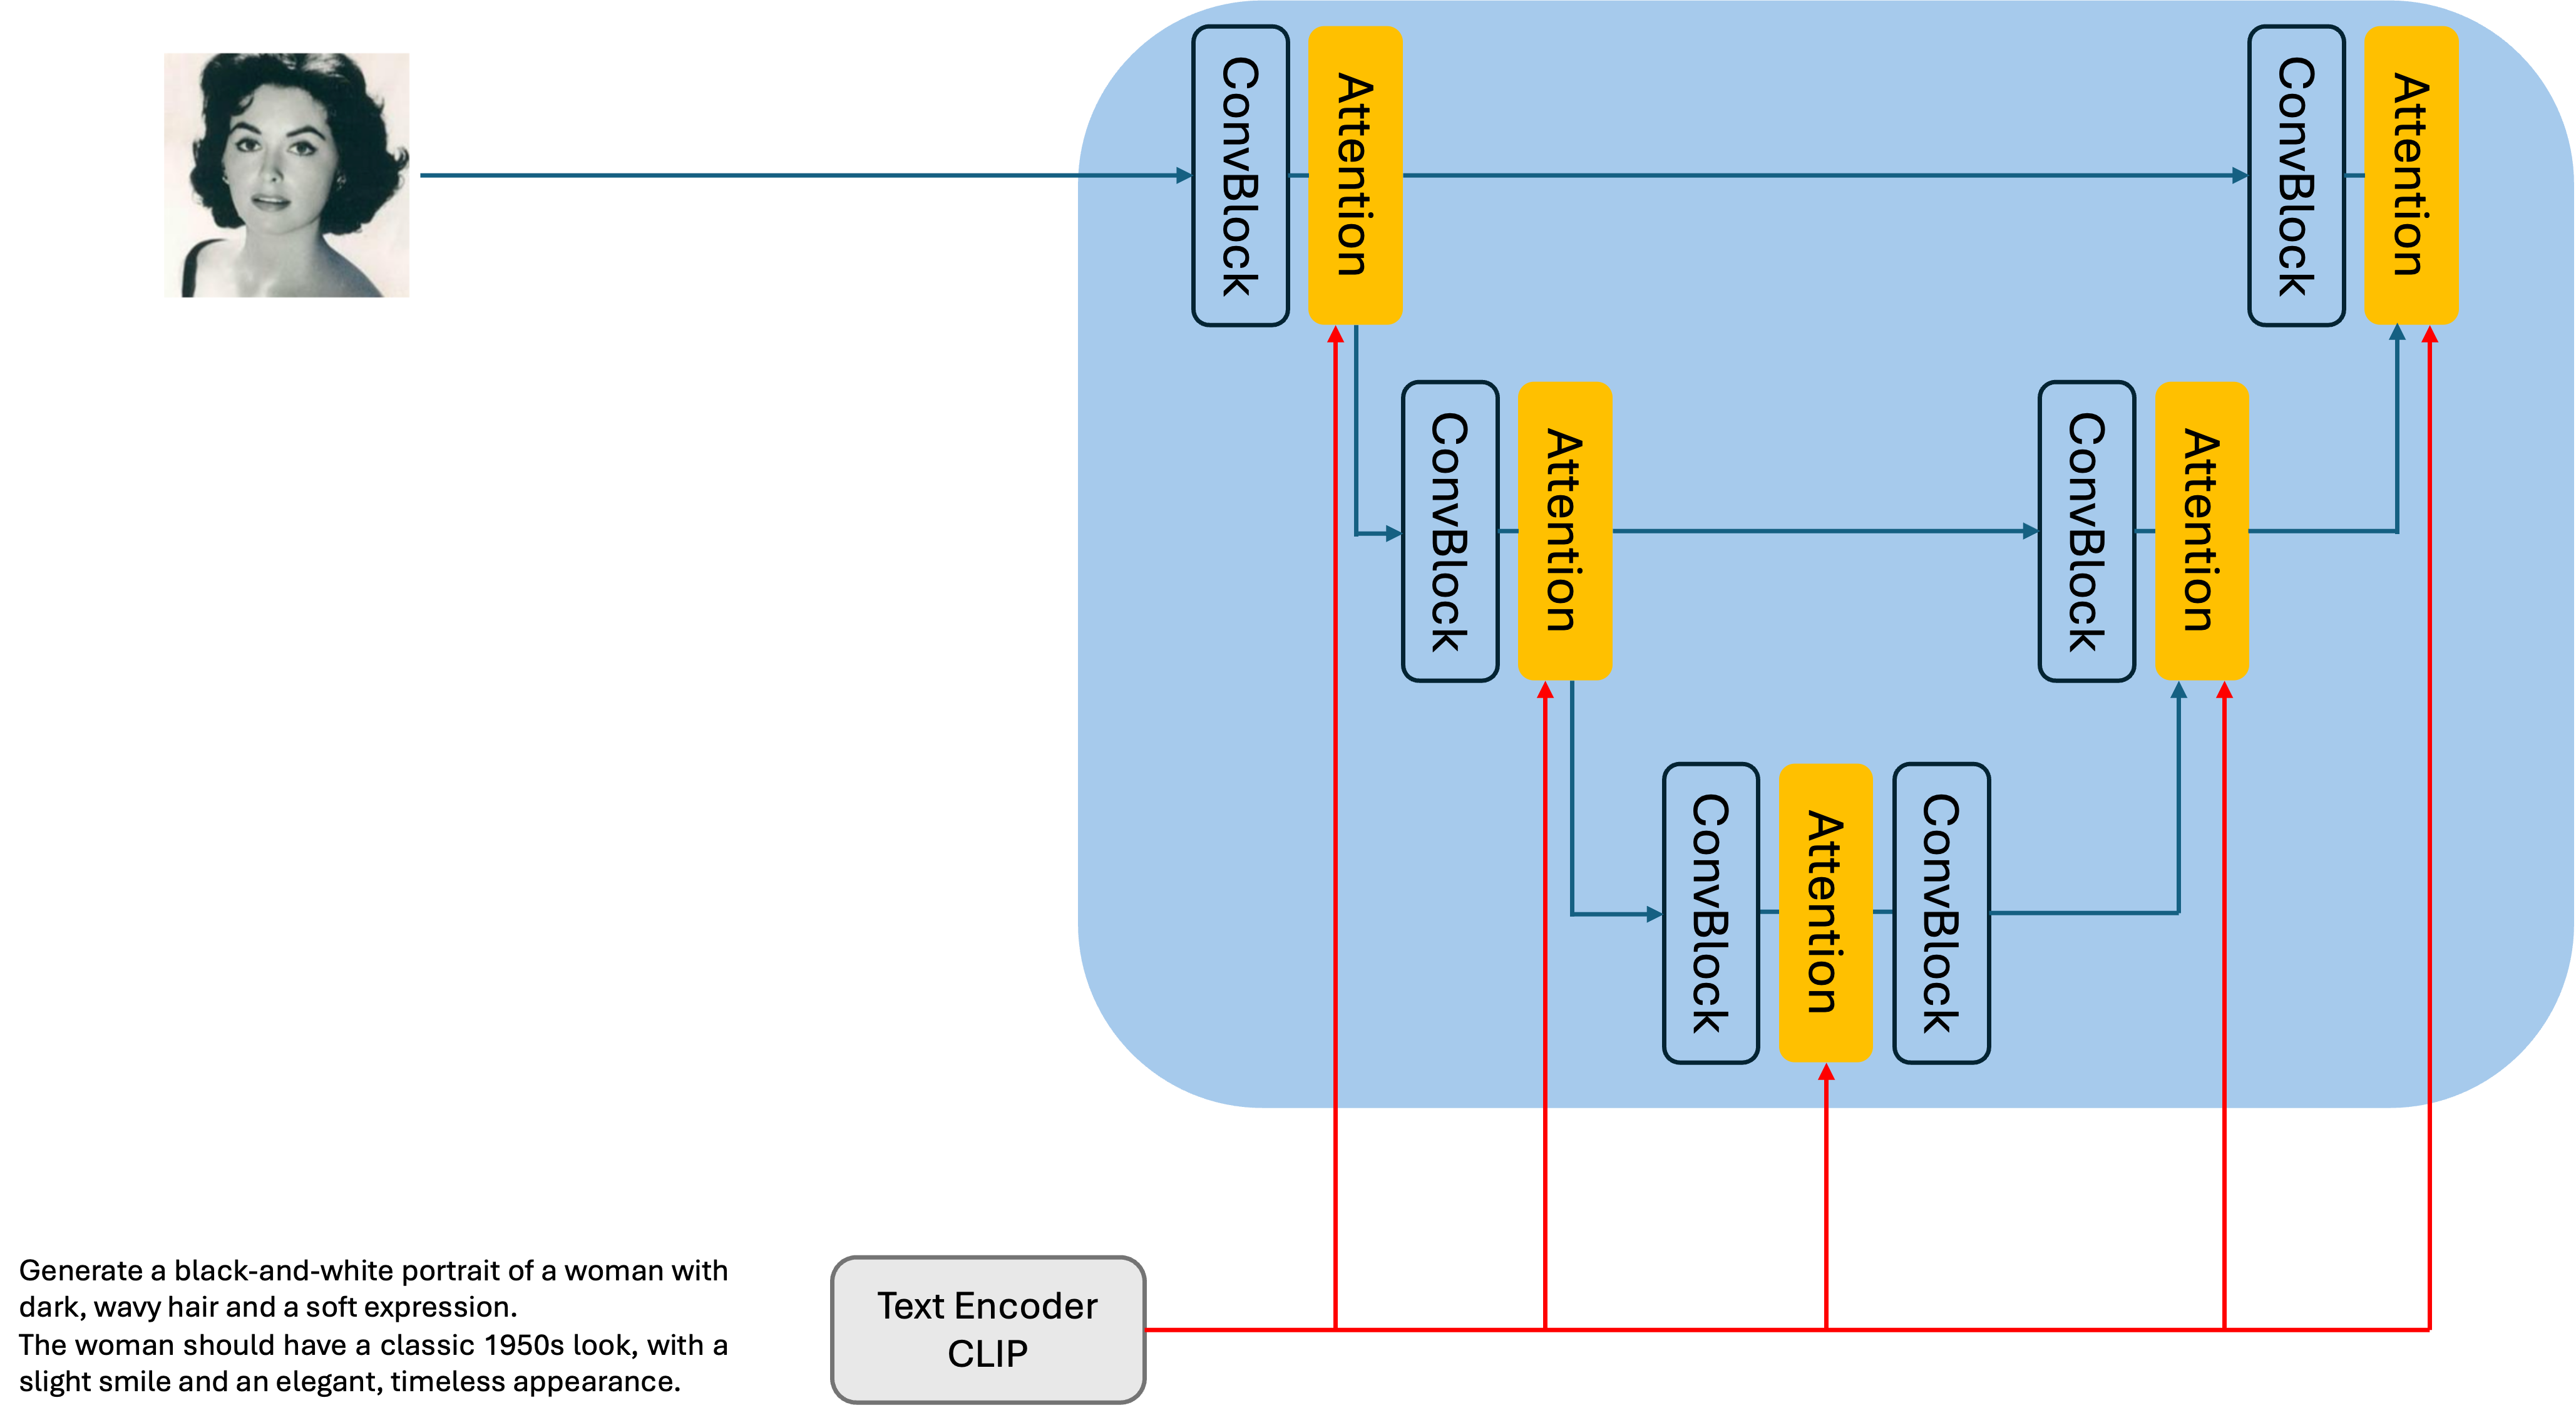 ConvBlock
Attention
ConvBlock
Attention
ConvBlock
Attention
ConvBlock
Attention
ConvBlock
Attention
ConvBlock
Generate a black-and-white portrait of a woman with
dark, wavy hair and a soft expression.
The woman should have a classic 1950s look, with a
slight smile and an elegant, timeless appearance.
Text Encoder
CLIP